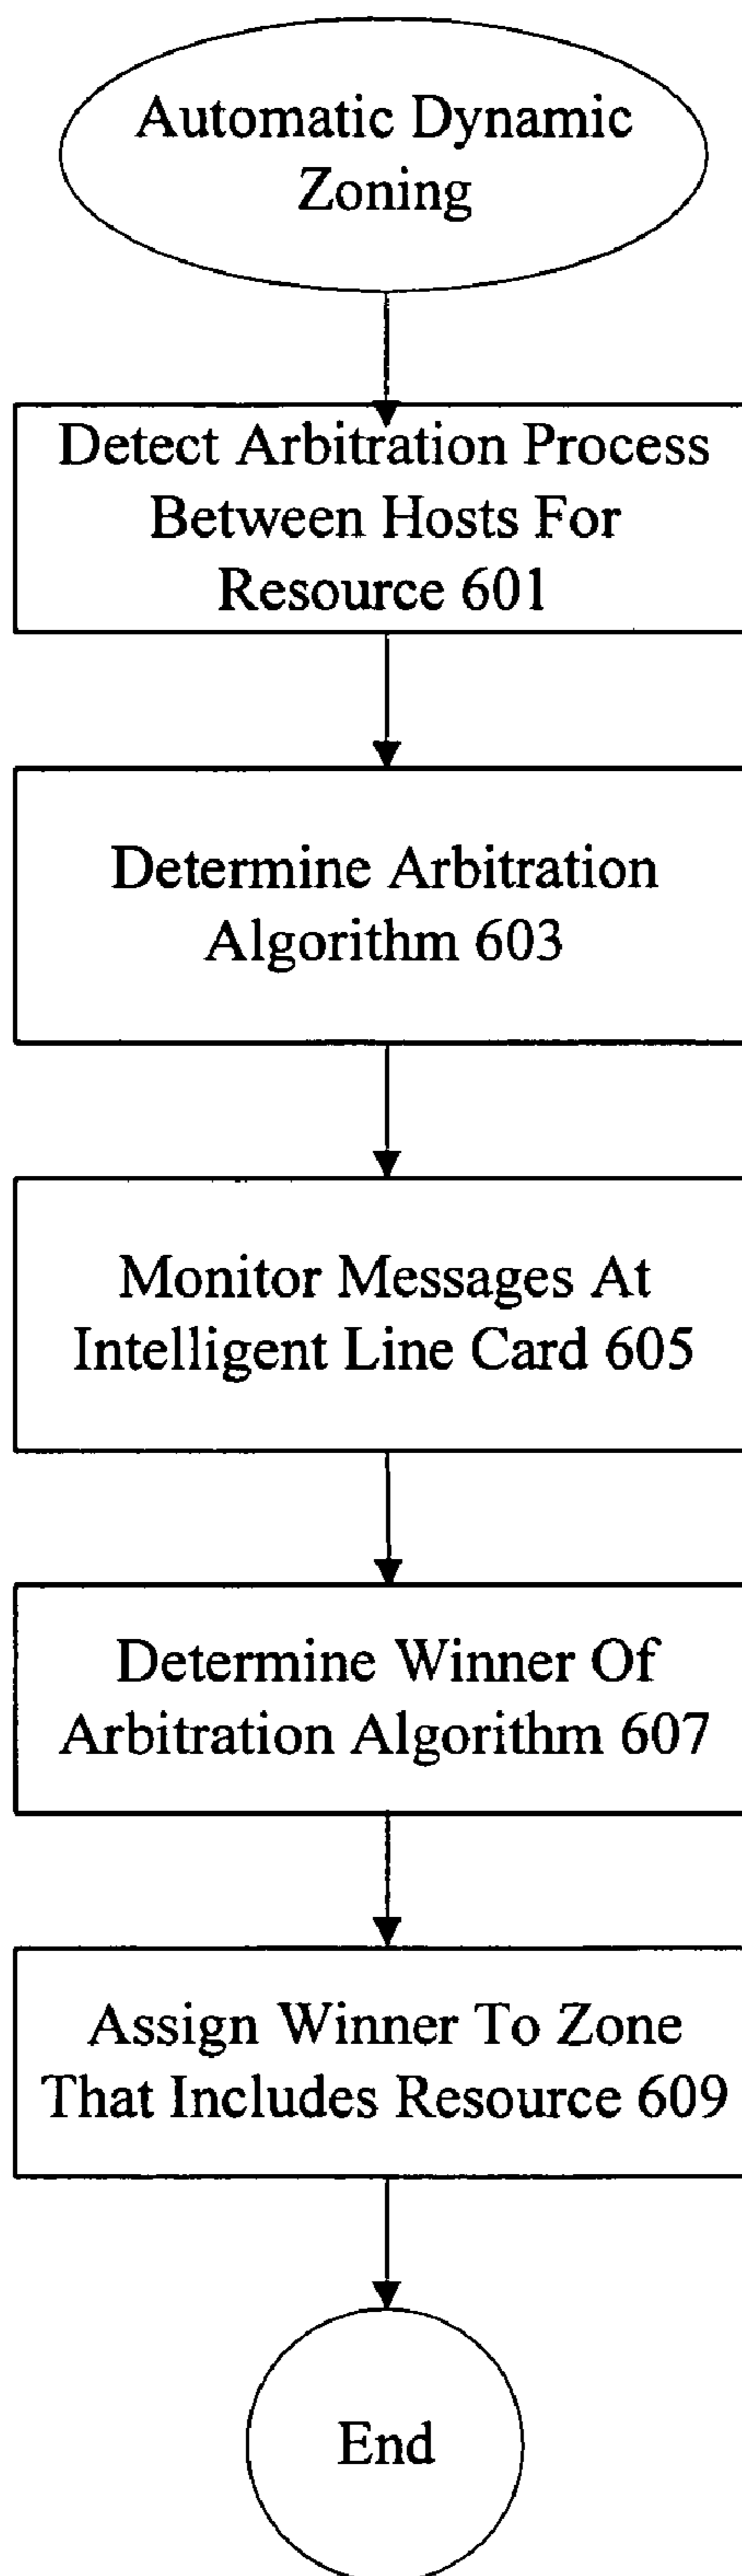 Automatic Dynamic
Zoning
Detect Arbitration Process
Between Hosts For
Resource 601
Determine Arbitration
Algorithm 603
Monitor Messages At
Intelligent Line Card 605
Determine Winner Of
Arbitration Algorithm 607
Assign Winner To Zone
That Includes Resource 609
End